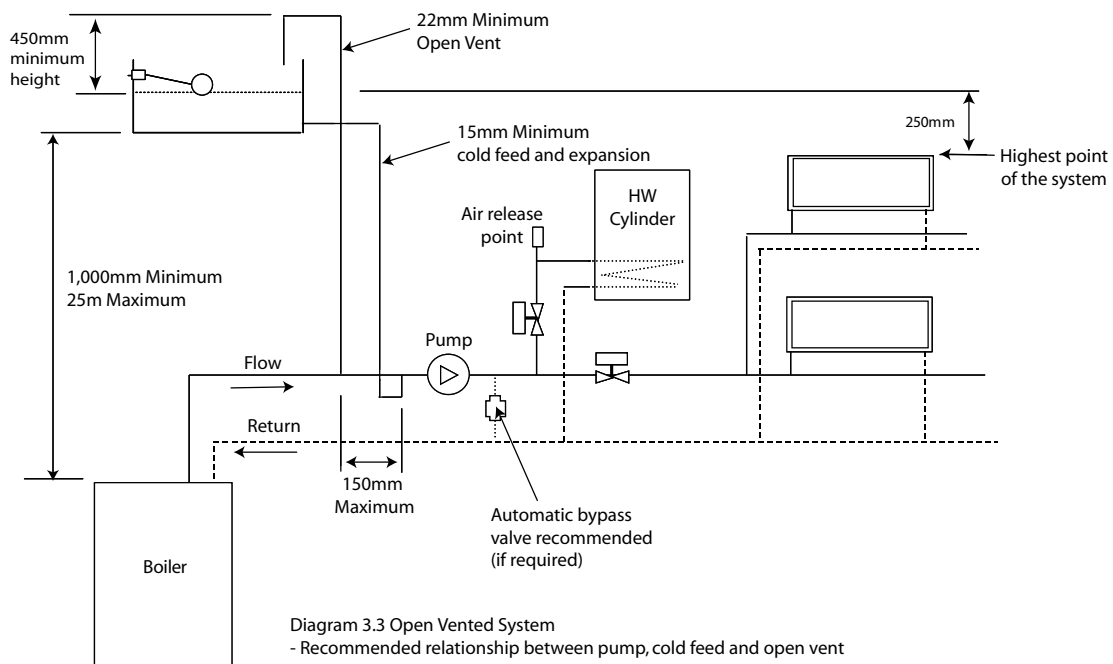 450mm
minimum
height
22mm Minimum
Open Vent
250mm
15mm Minimum
cold feed and expansion
Highest point
of the system
HW
Cylinder
Air release
point
1,000mm Minimum
25m Maximum
Pump
Flow
Return
150mm
Maximum
Automatic bypass
valve recommended
(if required)
Boiler
Diagram 3.3 Open Vented System
- Recommended relationship between pump, cold feed and open vent